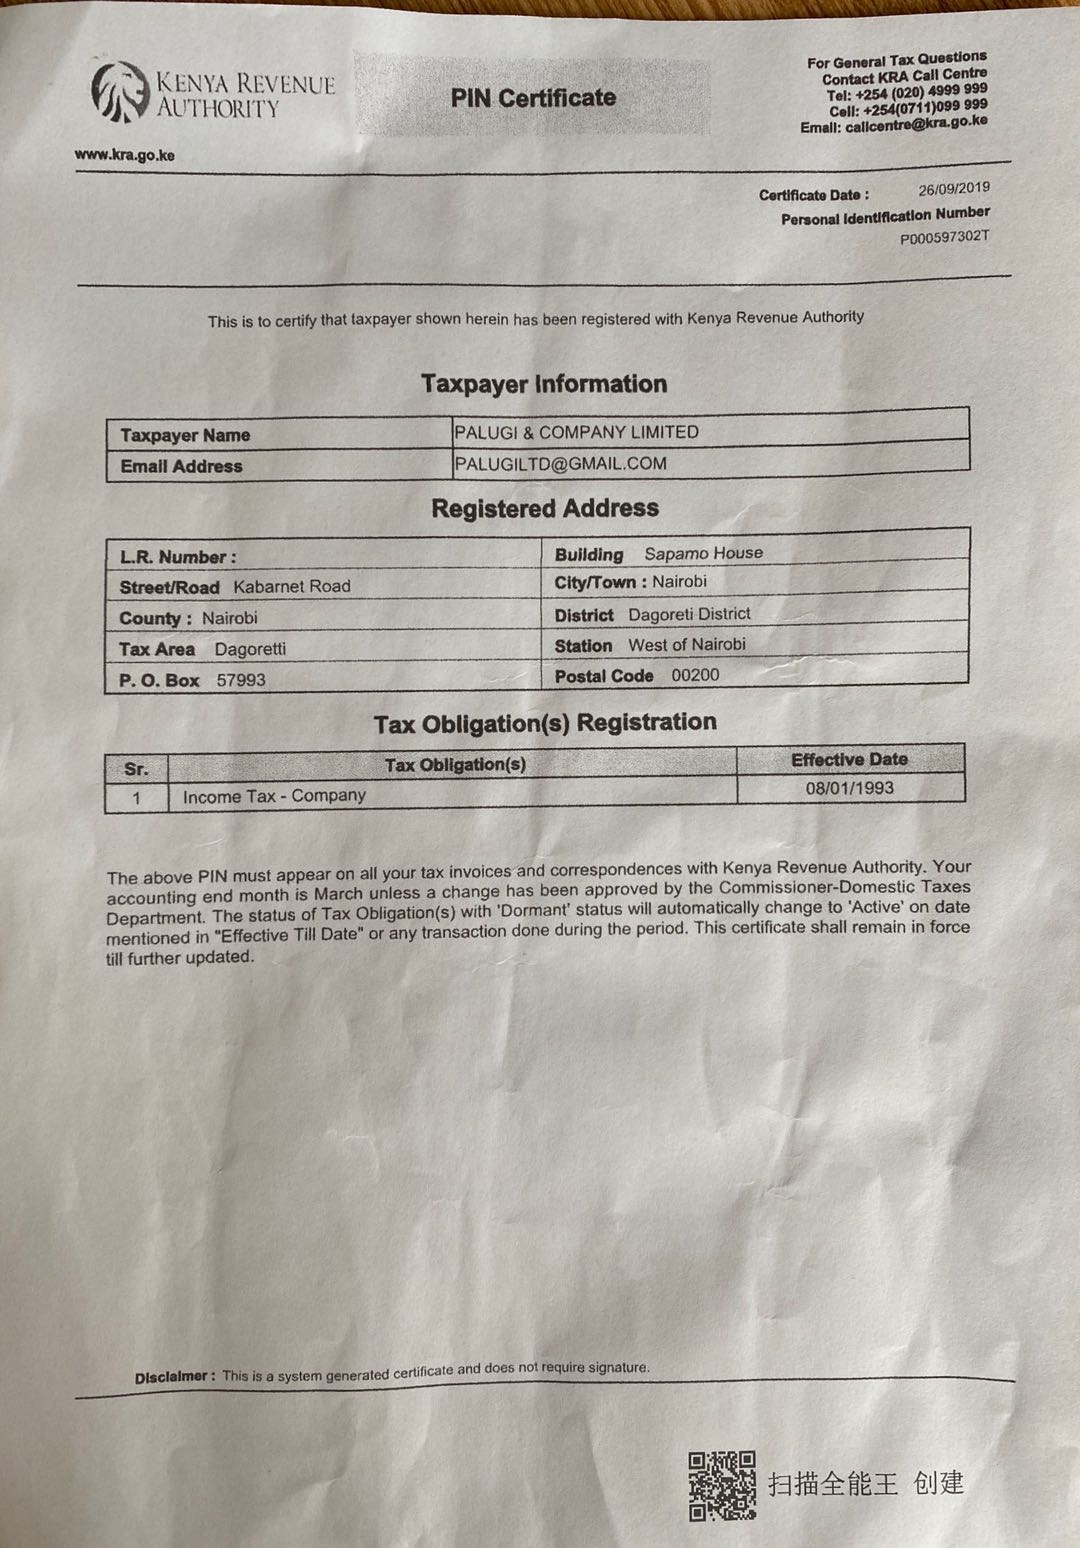 KENYA REVENUE
AUTHORITY
www.kra.go.ke
PIN Certificate
For General Tax Questions
Contact KRA Call Centre
Tel: +254 (020) 4999 999
Cell: +254(0711)099 999
Email: callcentre@kra.go.ke
Certificate Date : 26/09/2019
Personal Identification Number
P000597302T
This is to certify that taxpayer shown herein has been registered with Kenya Revenue Authority
Taxpayer Information
Taxpayer Name PALUGI & COMPANY LIMITED
Email Address PALUGILTD@GMAIL.COM
Registered Address
L.R. Number : Building Sapamo House
Street/Road Kabarnet Road City/Town : Nairobi
County : Nairobi District Dagoreti District
Tax Area Dagoretti Station West of Nairobi
P. O. Box 57993 Postal Code 00200
Tax Obligation(s) Registration
Sr. Tax Obligation(s) Effective Date
1 Income Tax - Company 08/01/1993
The above PIN must appear on all your tax invoices and correspondences with Kenya Revenue Authority. Your
accounting end month is March unless a change has been approved by the Commissioner-Domestic Taxes
Department. The status of Tax Obligation(s) with 'Dormant' status will automatically change to 'Active' on date
mentioned in "Effective Till Date" or any transaction done during the period. This certificate shall remain in force
till further updated.
Disclaimer : This is a system generated certificate and does not require signature.
扫描全能王 创建